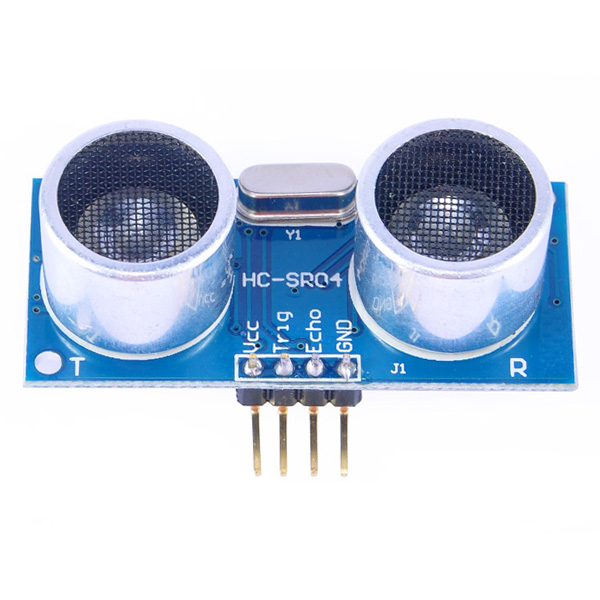 Y1
HC-SR04
Vcc
Trig
Echo
GND
T
J1
R